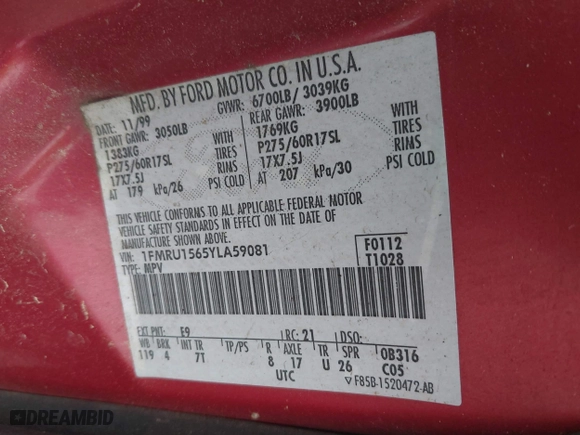 MFD. BY FORD MOTOR CO. IN U.S.A.
DATE: 11/99 GVWR: 6700LB/ 3039KG
FRONT GAWR: 3050LB REAR GAWR: 3900LB
1383KG 1769KG
P275/60R17SL WITH TIRES P275/60R17SL WITH TIRES
17X7.5J RIMS 17X7.5J RIMS
AT 179 kPa/26 PSI COLD AT 207 kPa/30 PSI COLD
THIS VEHICLE CONFORMS TO ALL APPLICABLE FEDERAL MOTOR
VEHICLE SAFETY STANDARDS IN EFFECT ON THE DATE OF
MANUFACTURE SHOWN ABOVE.
VIN: 1FMRU1565YLA59081 F0112
TYPE: MPV T1028
EXT PNT: E9 RC: 21 DSO:
WB BRK INT TR TP/PS R AXLE TR SPR 0B316
119 4 7T 8 17 U 26 C05
UTC ▽F85B-1520472-AB
DREAMBID